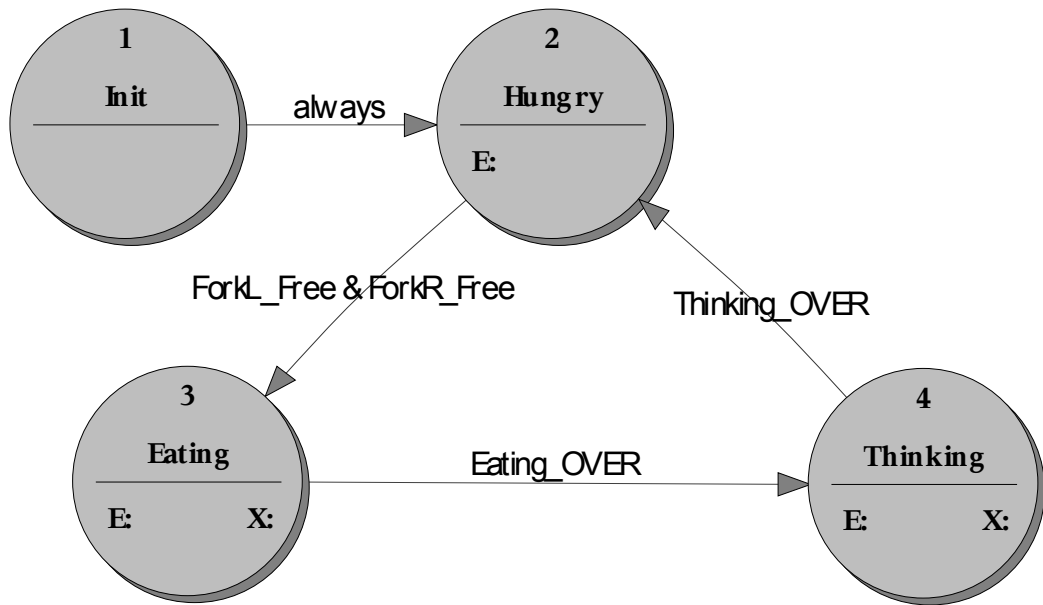 1
Init
always
2
Hungry
E:
ForkL_Free & ForkR_Free
Thinking_OVER
3
Eating
E: X:
Eating_OVER
4
Thinking
E: X: